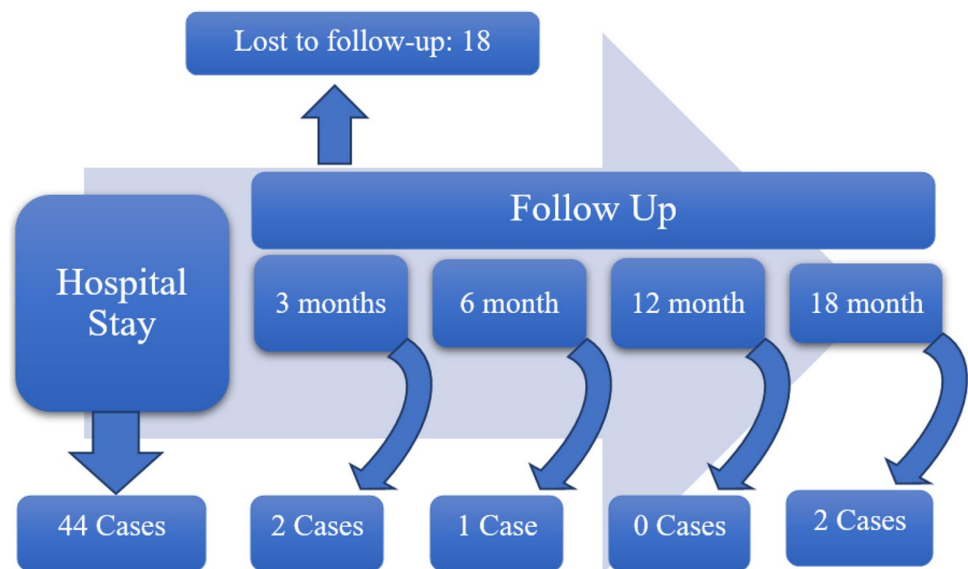 Lost to follow-up: 18
Follow Up
Hospital
Stay
3 months
6 month
12 month
18 month
44 Cases
2 Cases
1 Case
0 Cases
2 Cases